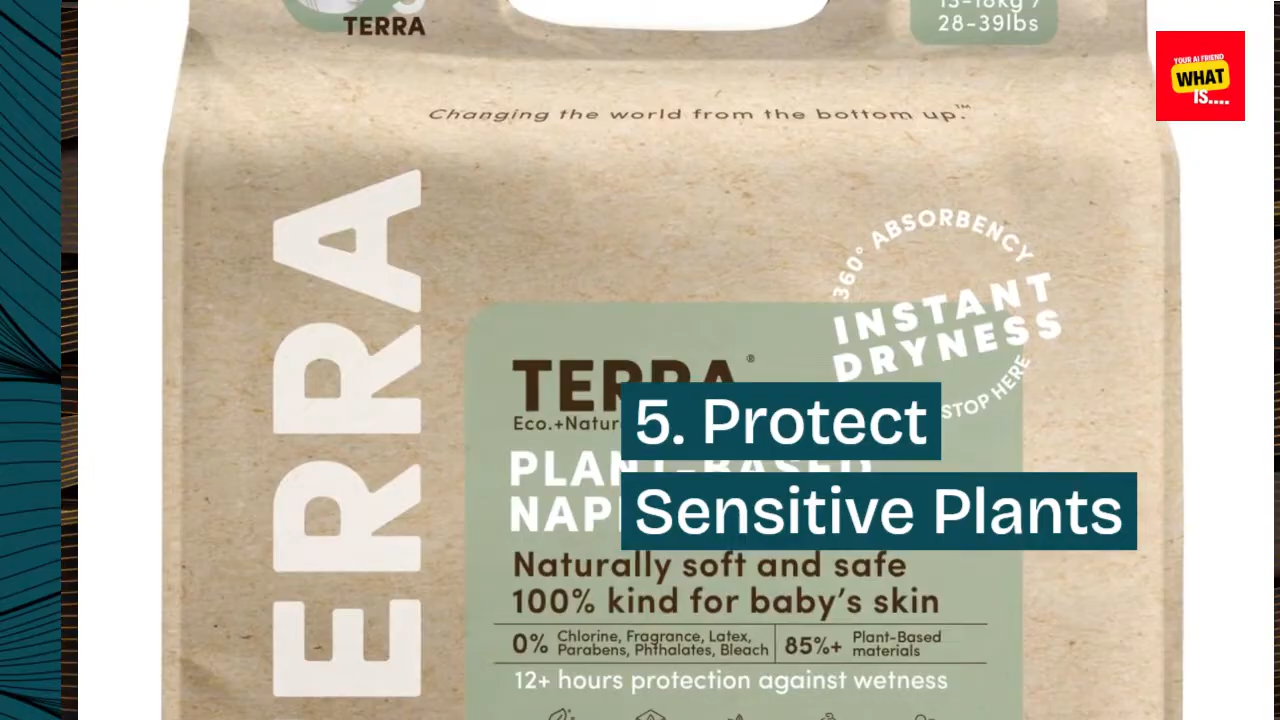 TERRA
13-18kg /
28-39lbs
YOUR AI FRIEND
WHAT
IS....
Changing the world from the bottom up.™
ERRA
360° ABSORBENCY
INSTANT
DRYNESS
STOP HERE
TERRA®
Eco.+Natur
5. Protect
PLANT-BASED
NAP
Sensitive Plants
Naturally soft and safe
100% kind for baby's skin
0% Chlorine, Fragrance, Latex,
Parabens, Phthalates, Bleach
85%+ Plant-Based
materials
12+ hours protection against wetness